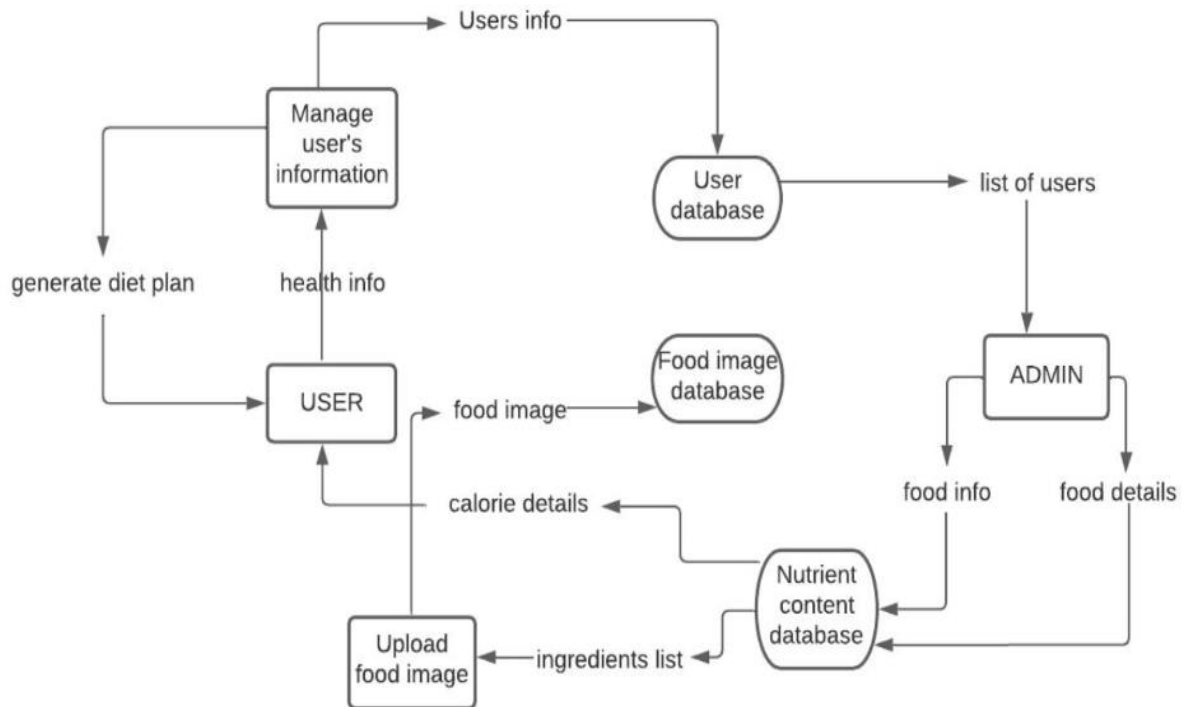 Users info
Manage
user's
information
User
database
list of users
generate diet plan
health info
Food image
database
ADMIN
USER
food image
food info
food details
calorie details
Nutrient
content
database
Upload
food image
ingredients list